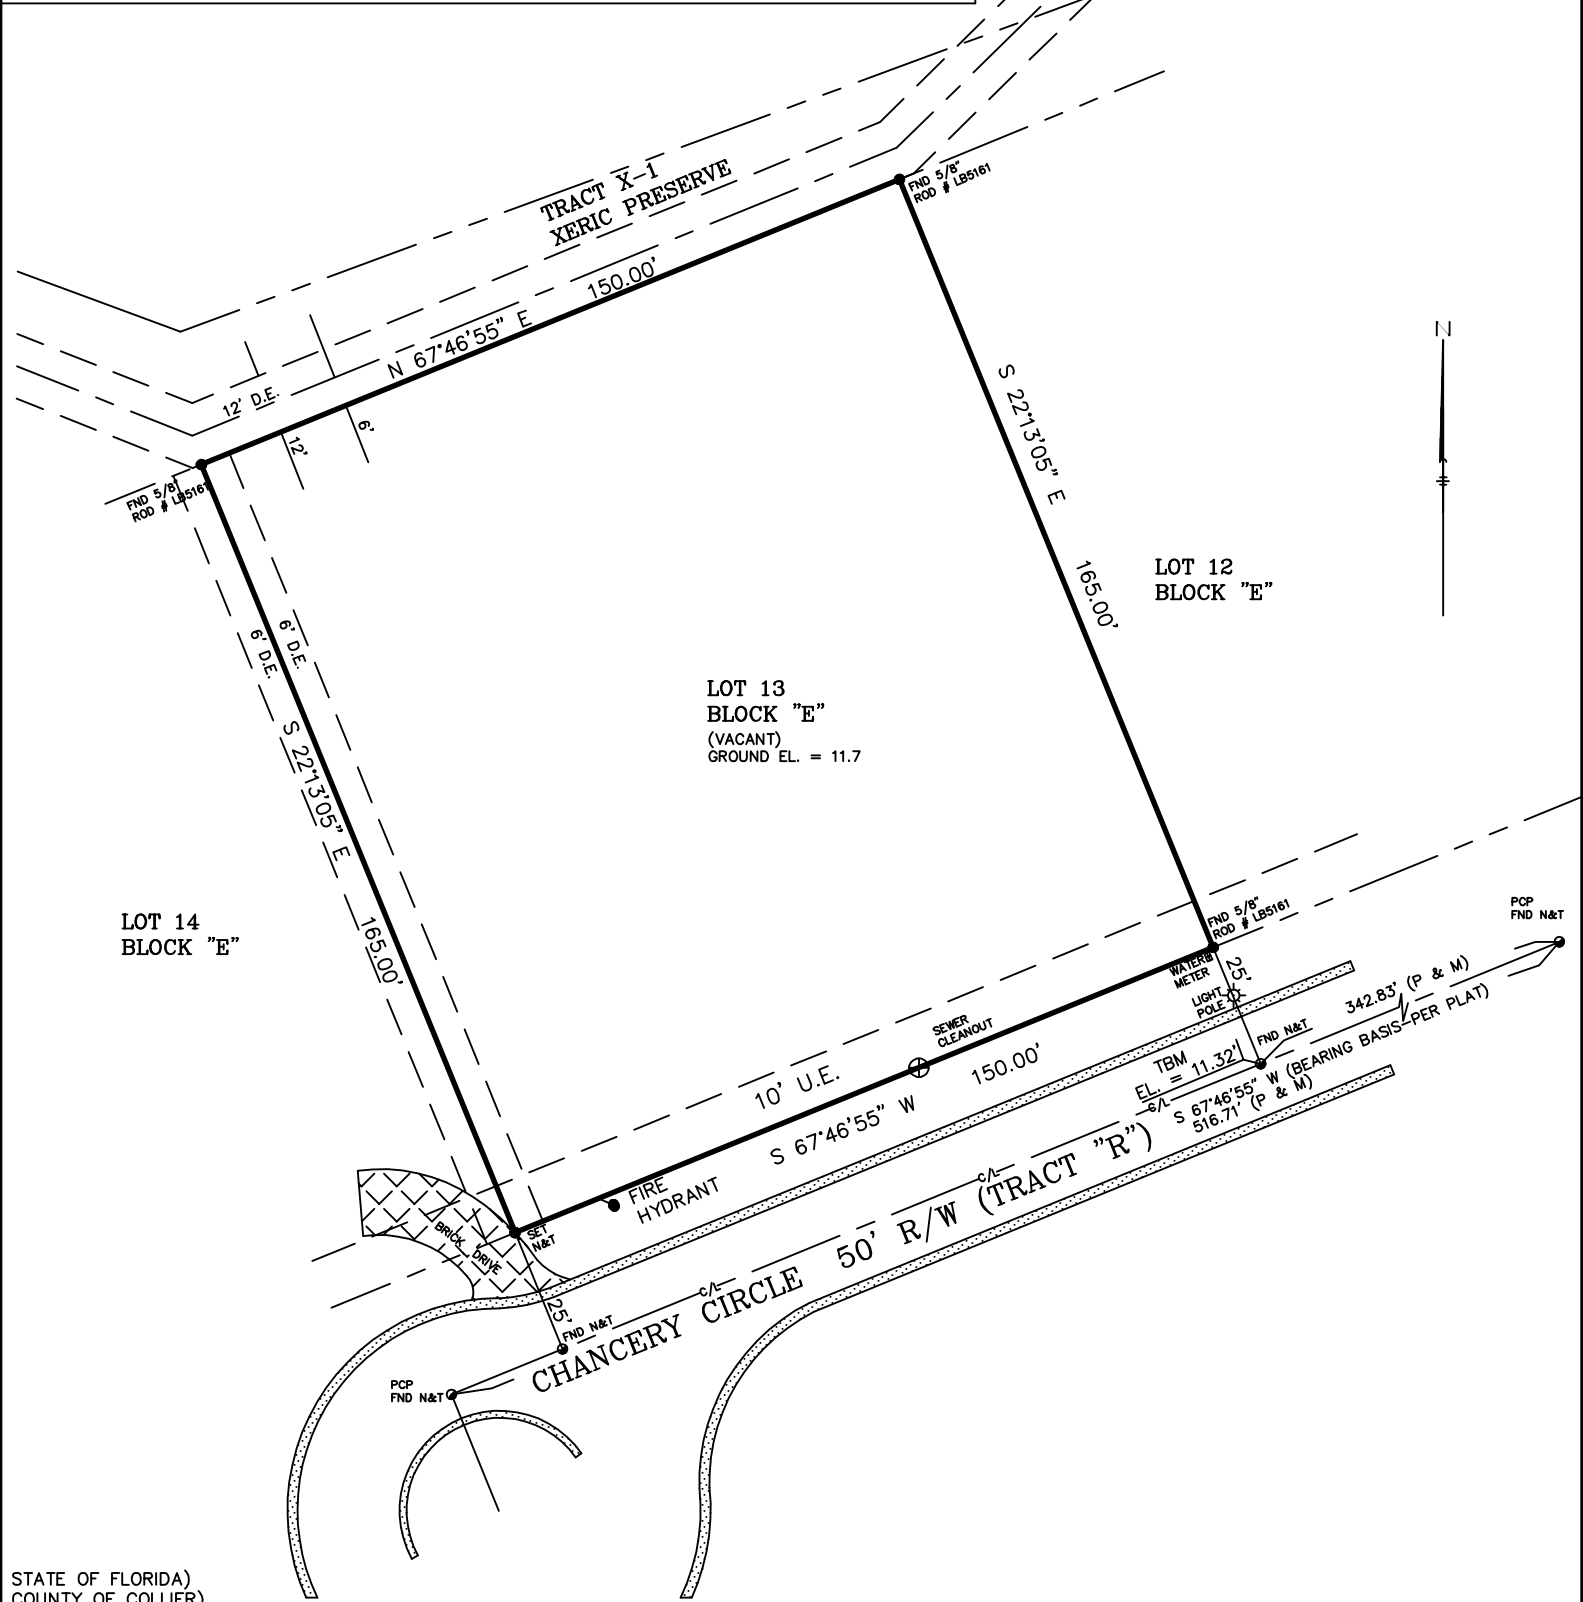 TRACT X-1
XERIC PRESERVE
FND 5/8"
ROD # LB5161
150.00'
N 67°46'55" E
12' D.E.
12'
6'
FND 5/8"
ROD # LB5161
N
S 22°13'05" E
165.00'
LOT 12
BLOCK "E"
6' D.E.
6' D.E.
LOT 13
BLOCK "E"
(VACANT)
GROUND EL. = 11.7
S 22°13'05" E
165.00'
LOT 14
BLOCK "E"
FND 5/8"
ROD # LB5161
PCP
FND N&T
WATER
METER
25'
LIGHT
POLE
342.83' (P & M)
SEWER
CLEANOUT
FND N&T
TBM
EL. = 11.32'
10' U.E.
150.00'
S 67°46'55" W
C/L
S 67°46'55" W (BEARING BASIS-PER PLAT)
516.71' (P & M)
FIRE
HYDRANT
C/L
BRICK DRIVE
SET
N&T
C/L
CHANCERY CIRCLE 50' R/W (TRACT "R")
25'
FND N&T
PCP
FND N&T
STATE OF FLORIDA)
COUNTY OF COLLIER)